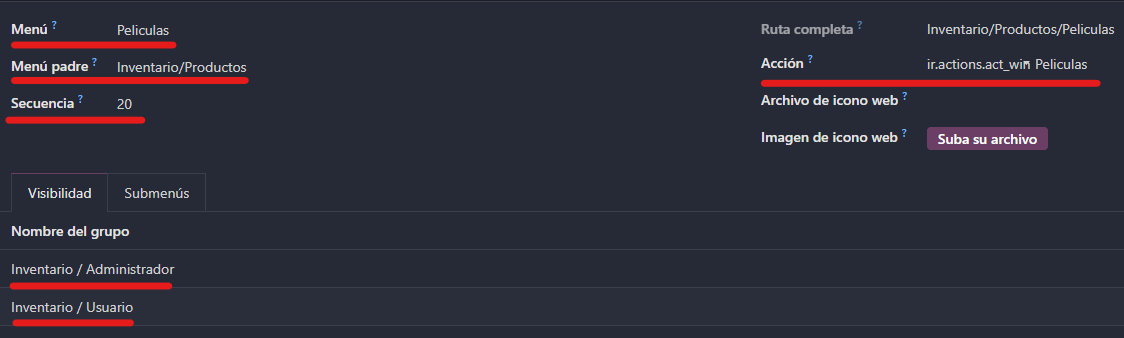 Menú ? Peliculas
Menú padre ? Inventario/Productos
Secuencia ? 20
Ruta completa ? Inventario/Productos/Peliculas
Acción ? ir.actions.act_win Peliculas
Archivo de icono web ?
Imagen de icono web ? Suba su archivo
Visibilidad Submenús
Nombre del grupo
Inventario / Administrador
Inventario / Usuario